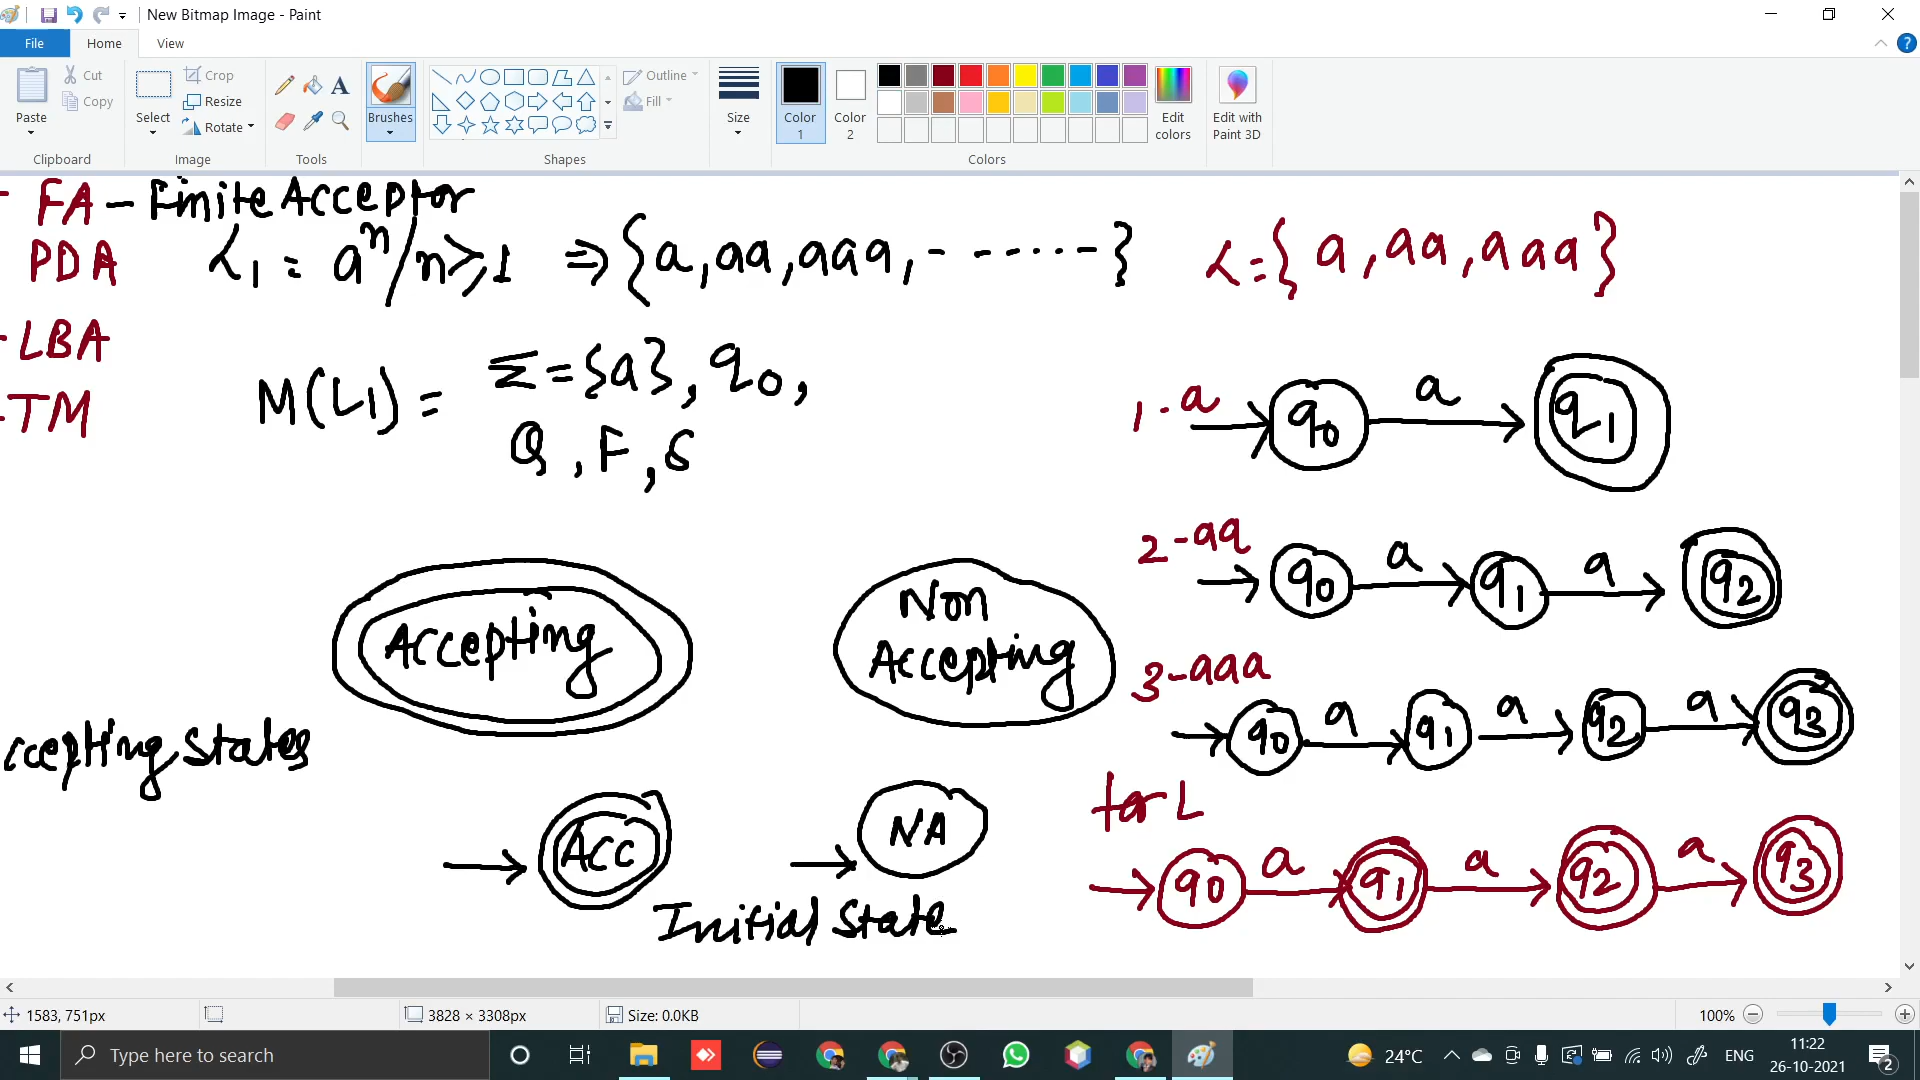 New Bitmap Image - Paint
File Home View
Paste
Cut
Copy
Clipboard
Select
Crop
Resize
Rotate
Image
Tools
Brushes
Shapes
Outline
Fill
Size
Color 1
Color 2
Edit colors
Edit with Paint 3D
Colors
- FA - Finite Acceptor
PDA
- LBA
- TM
L1 = a^n / n ≥ 1 ⇒ {a, aa, aaa, - - ····· - }
L = { a, aa, aaa }
M(L1) = Σ = {a}, q0,
Q, F, δ
1 - a → q0 a q1
2 - aa → q0 a q1 a q2
3 - aaa → q0 a q1 a q2 a q3
for L
→ q0 a q1 a q2 a q3
Accepting
Non Accepting
ccepting States
→ ACC
→ NA
Initial State
1583, 751px
3828 × 3308px
Size: 0.0KB
100%
Type here to search
24°C
ENG
11:22
26-10-2021
2